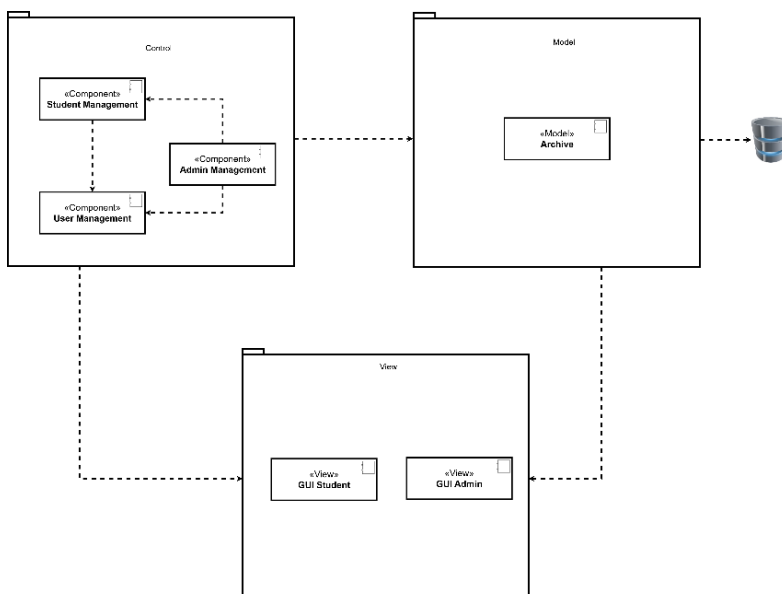 Control
«Component»
Student Management
«Component»
Admin Management
«Component»
User Management
Model
«Model»
Archive
View
«View»
GUI Student
«View»
GUI Admin